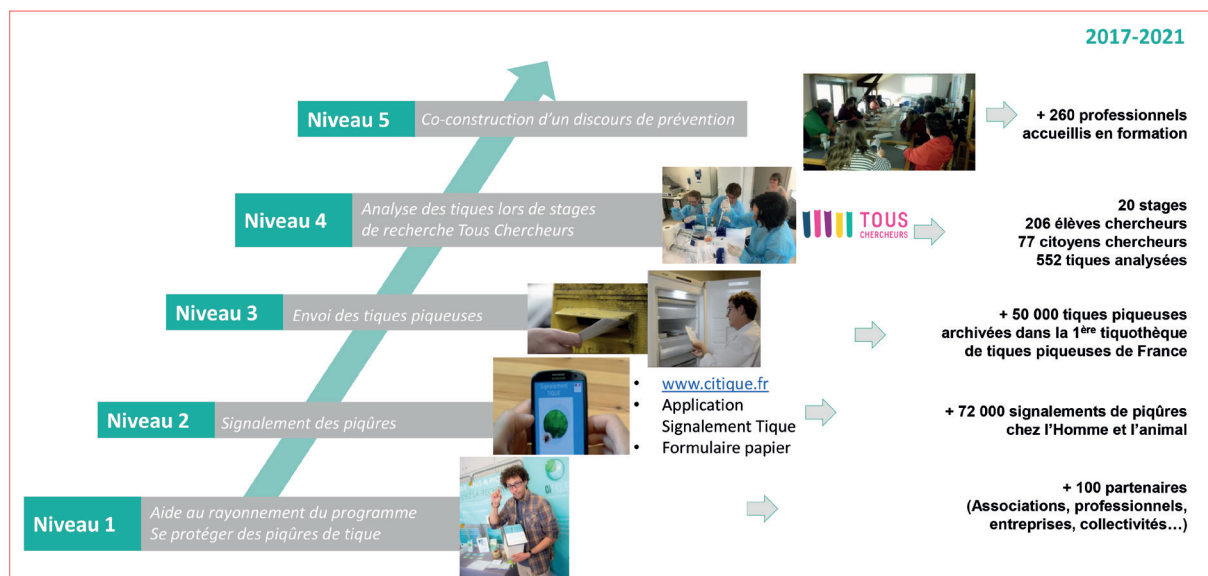 2017-2021
Niveau 5
Co-construction d'un discours de prévention
+ 260 professionnels
accueillis en formation
Niveau 4
Analyse des tiques lors de stages
de recherche Tous Chercheurs
TOUS
CHERCHEURS
20 stages
206 élèves chercheurs
77 citoyens chercheurs
552 tiques analysées
Niveau 3
Envoi des tiques piqueuses
+ 50 000 tiques piqueuses
archivées dans la 1ère tiquothèque
de tiques piqueuses de France
Niveau 2
Signalement des piqûres
• www.citique.fr
• Application
Signalement Tique
• Formulaire papier
+ 72 000 signalements de piqûres
chez l'Homme et l'animal
Niveau 1
Aide au rayonnement du programme
Se protéger des piqûres de tique
+ 100 partenaires
(Associations, professionnels,
entreprises, collectivités…)